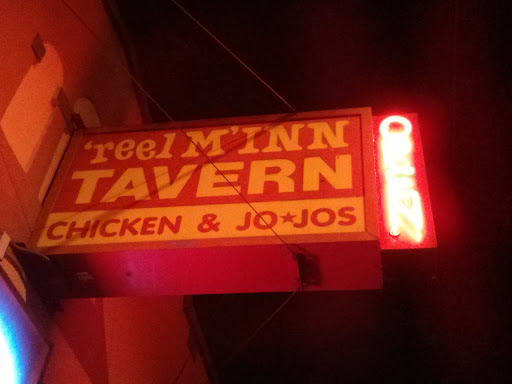 'reel M'INN
TAVERN
CHICKEN & JO★JOS
OPEN